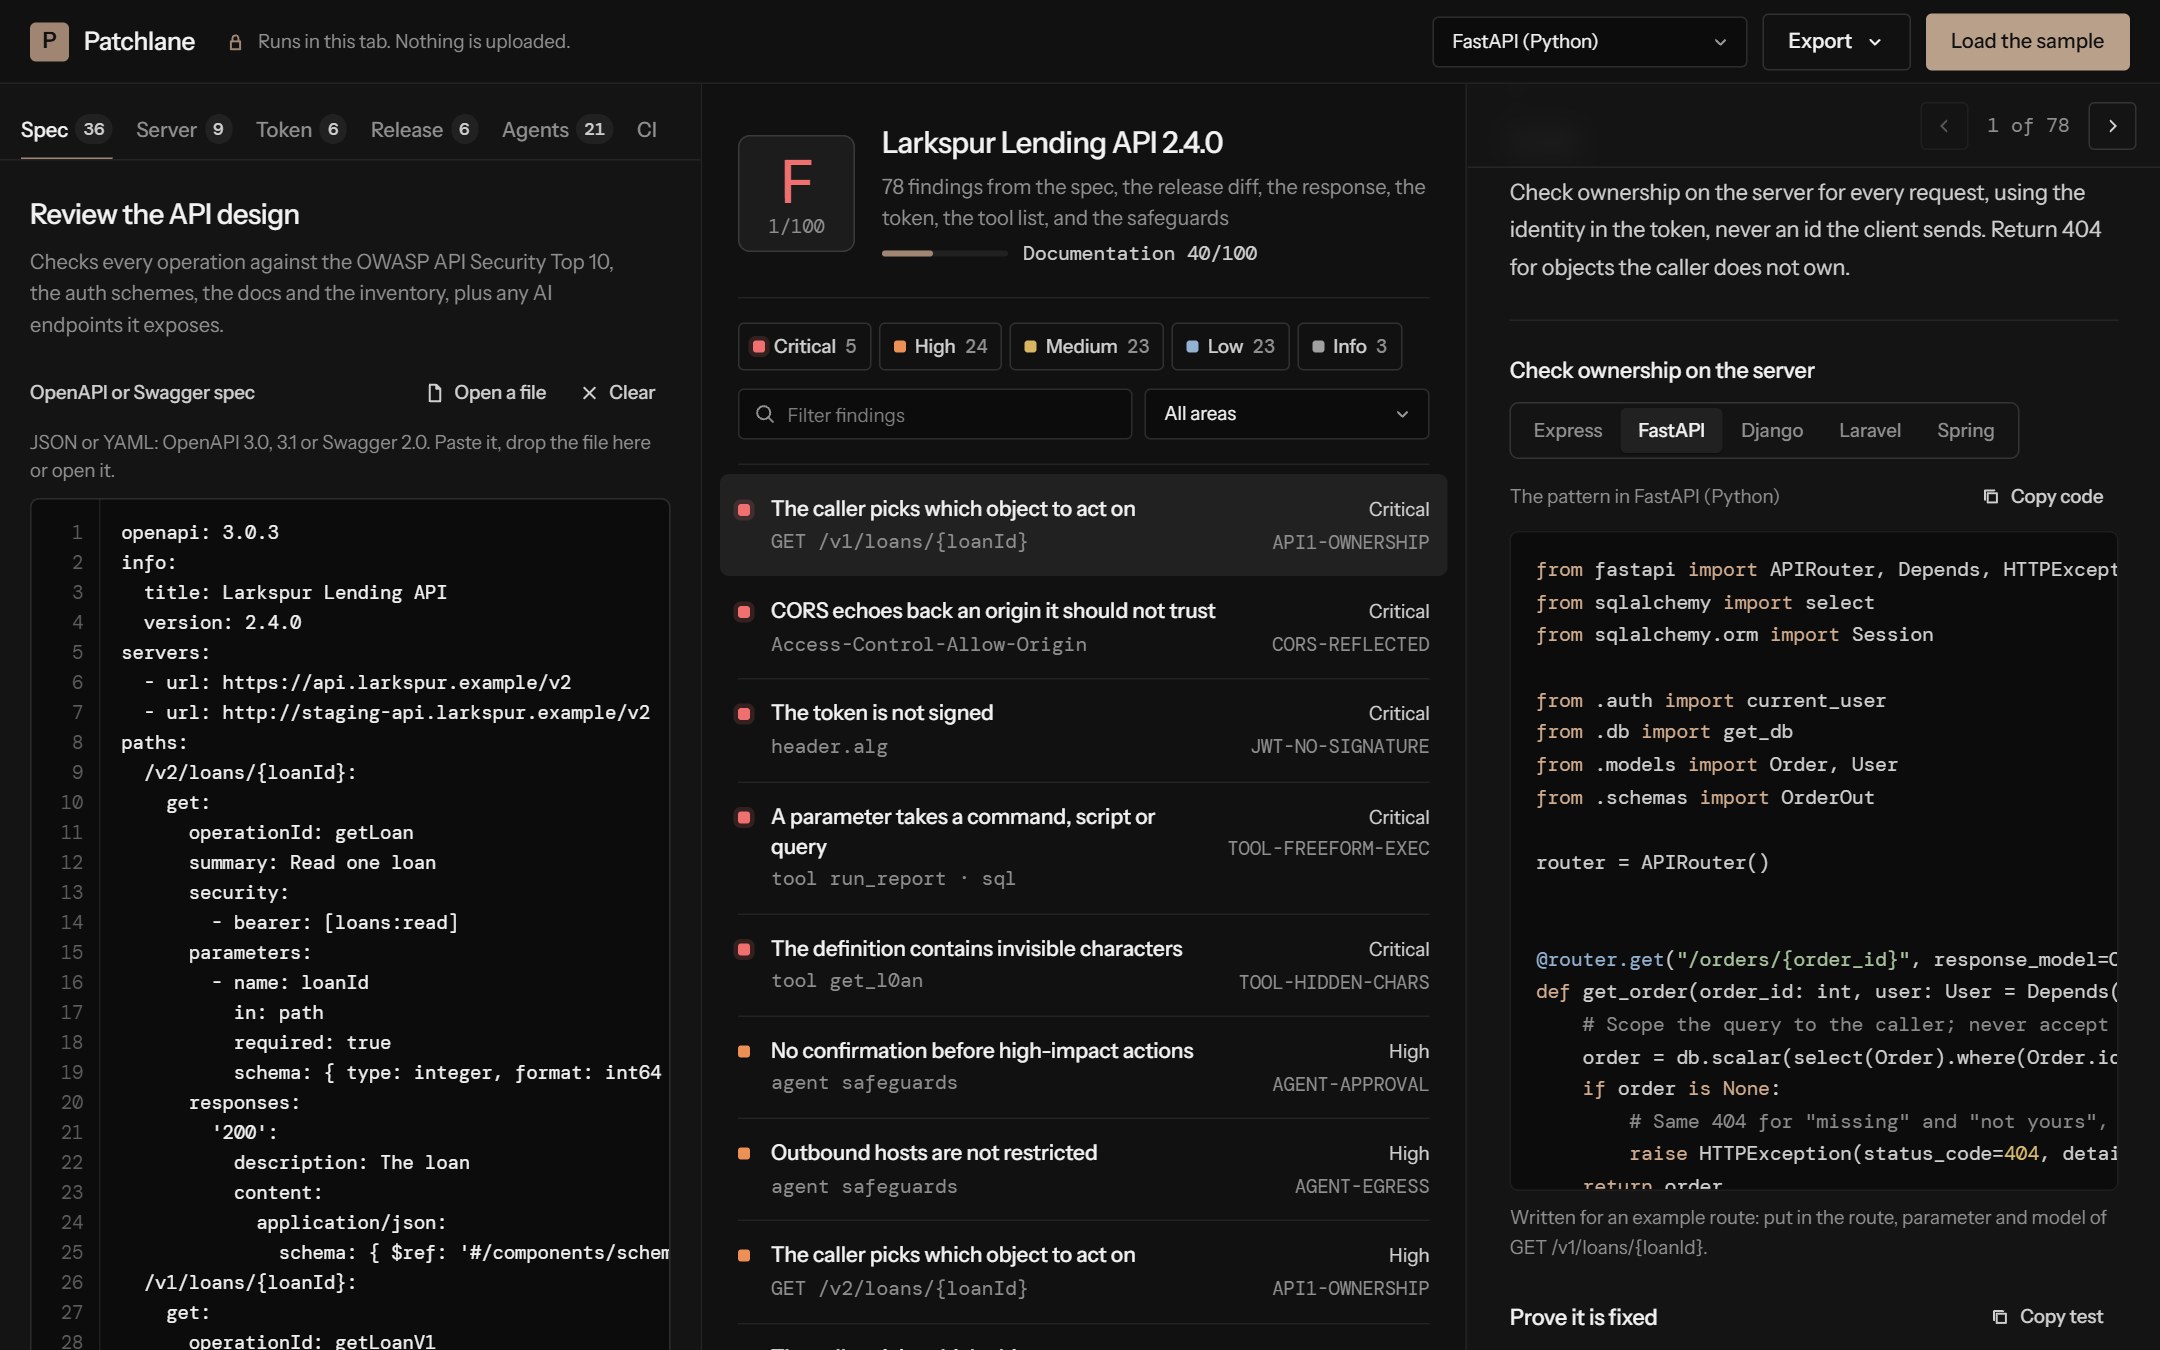 P Patchlane Runs in this tab. Nothing is uploaded. FastAPI (Python) Export Load the sample
Spec 36 Server 9 Token 6 Release 6 Agents 21 CI
Review the API design
Checks every operation against the OWASP API Security Top 10,
the auth schemes, the docs and the inventory, plus any AI
endpoints it exposes.
OpenAPI or Swagger spec Open a file Clear
JSON or YAML: OpenAPI 3.0, 3.1 or Swagger 2.0. Paste it, drop the file here
or open it.
1 openapi: 3.0.3
2 info:
3 title: Larkspur Lending API
4 version: 2.4.0
5 servers:
6 - url: https://api.larkspur.example/v2
7 - url: http://staging-api.larkspur.example/v2
8 paths:
9 /v2/loans/{loanId}:
10 get:
11 operationId: getLoan
12 summary: Read one loan
13 security:
14 - bearer: [loans:read]
15 parameters:
16 - name: loanId
17 in: path
18 required: true
19 schema: { type: integer, format: int64
20 responses:
21 '200':
22 description: The loan
23 content:
24 application/json:
25 schema: { $ref: '#/components/schem
26 /v1/loans/{loanId}:
27 get:
28 operationId: getLoanV1
F
1/100
Larkspur Lending API 2.4.0
78 findings from the spec, the release diff, the response, the
token, the tool list, and the safeguards
Documentation 40/100
Critical 5 High 24 Medium 23 Low 23 Info 3
Filter findings All areas
The caller picks which object to act on Critical
GET /v1/loans/{loanId} API1-OWNERSHIP
CORS echoes back an origin it should not trust Critical
Access-Control-Allow-Origin CORS-REFLECTED
The token is not signed Critical
header.alg JWT-NO-SIGNATURE
A parameter takes a command, script or Critical
query TOOL-FREEFORM-EXEC
tool run_report · sql
The definition contains invisible characters Critical
tool get_l0an TOOL-HIDDEN-CHARS
No confirmation before high-impact actions High
agent safeguards AGENT-APPROVAL
Outbound hosts are not restricted High
agent safeguards AGENT-EGRESS
The caller picks which object to act on High
GET /v2/loans/{loanId} API1-OWNERSHIP
1 of 78
Check ownership on the server for every request, using the
identity in the token, never an id the client sends. Return 404
for objects the caller does not own.
Check ownership on the server
Express FastAPI Django Laravel Spring
The pattern in FastAPI (Python) Copy code
from fastapi import APIRouter, Depends, HTTPExcept
from sqlalchemy import select
from sqlalchemy.orm import Session
from .auth import current_user
from .db import get_db
from .models import Order, User
from .schemas import OrderOut
router = APIRouter()
@router.get("/orders/{order_id}", response_model=O
def get_order(order_id: int, user: User = Depends(
# Scope the query to the caller; never accept
order = db.scalar(select(Order).where(Order.id
if order is None:
# Same 404 for "missing" and "not yours",
raise HTTPException(status_code=404, detai
return order
Written for an example route: put in the route, parameter and model of
GET /v1/loans/{loanId}.
Prove it is fixed Copy test